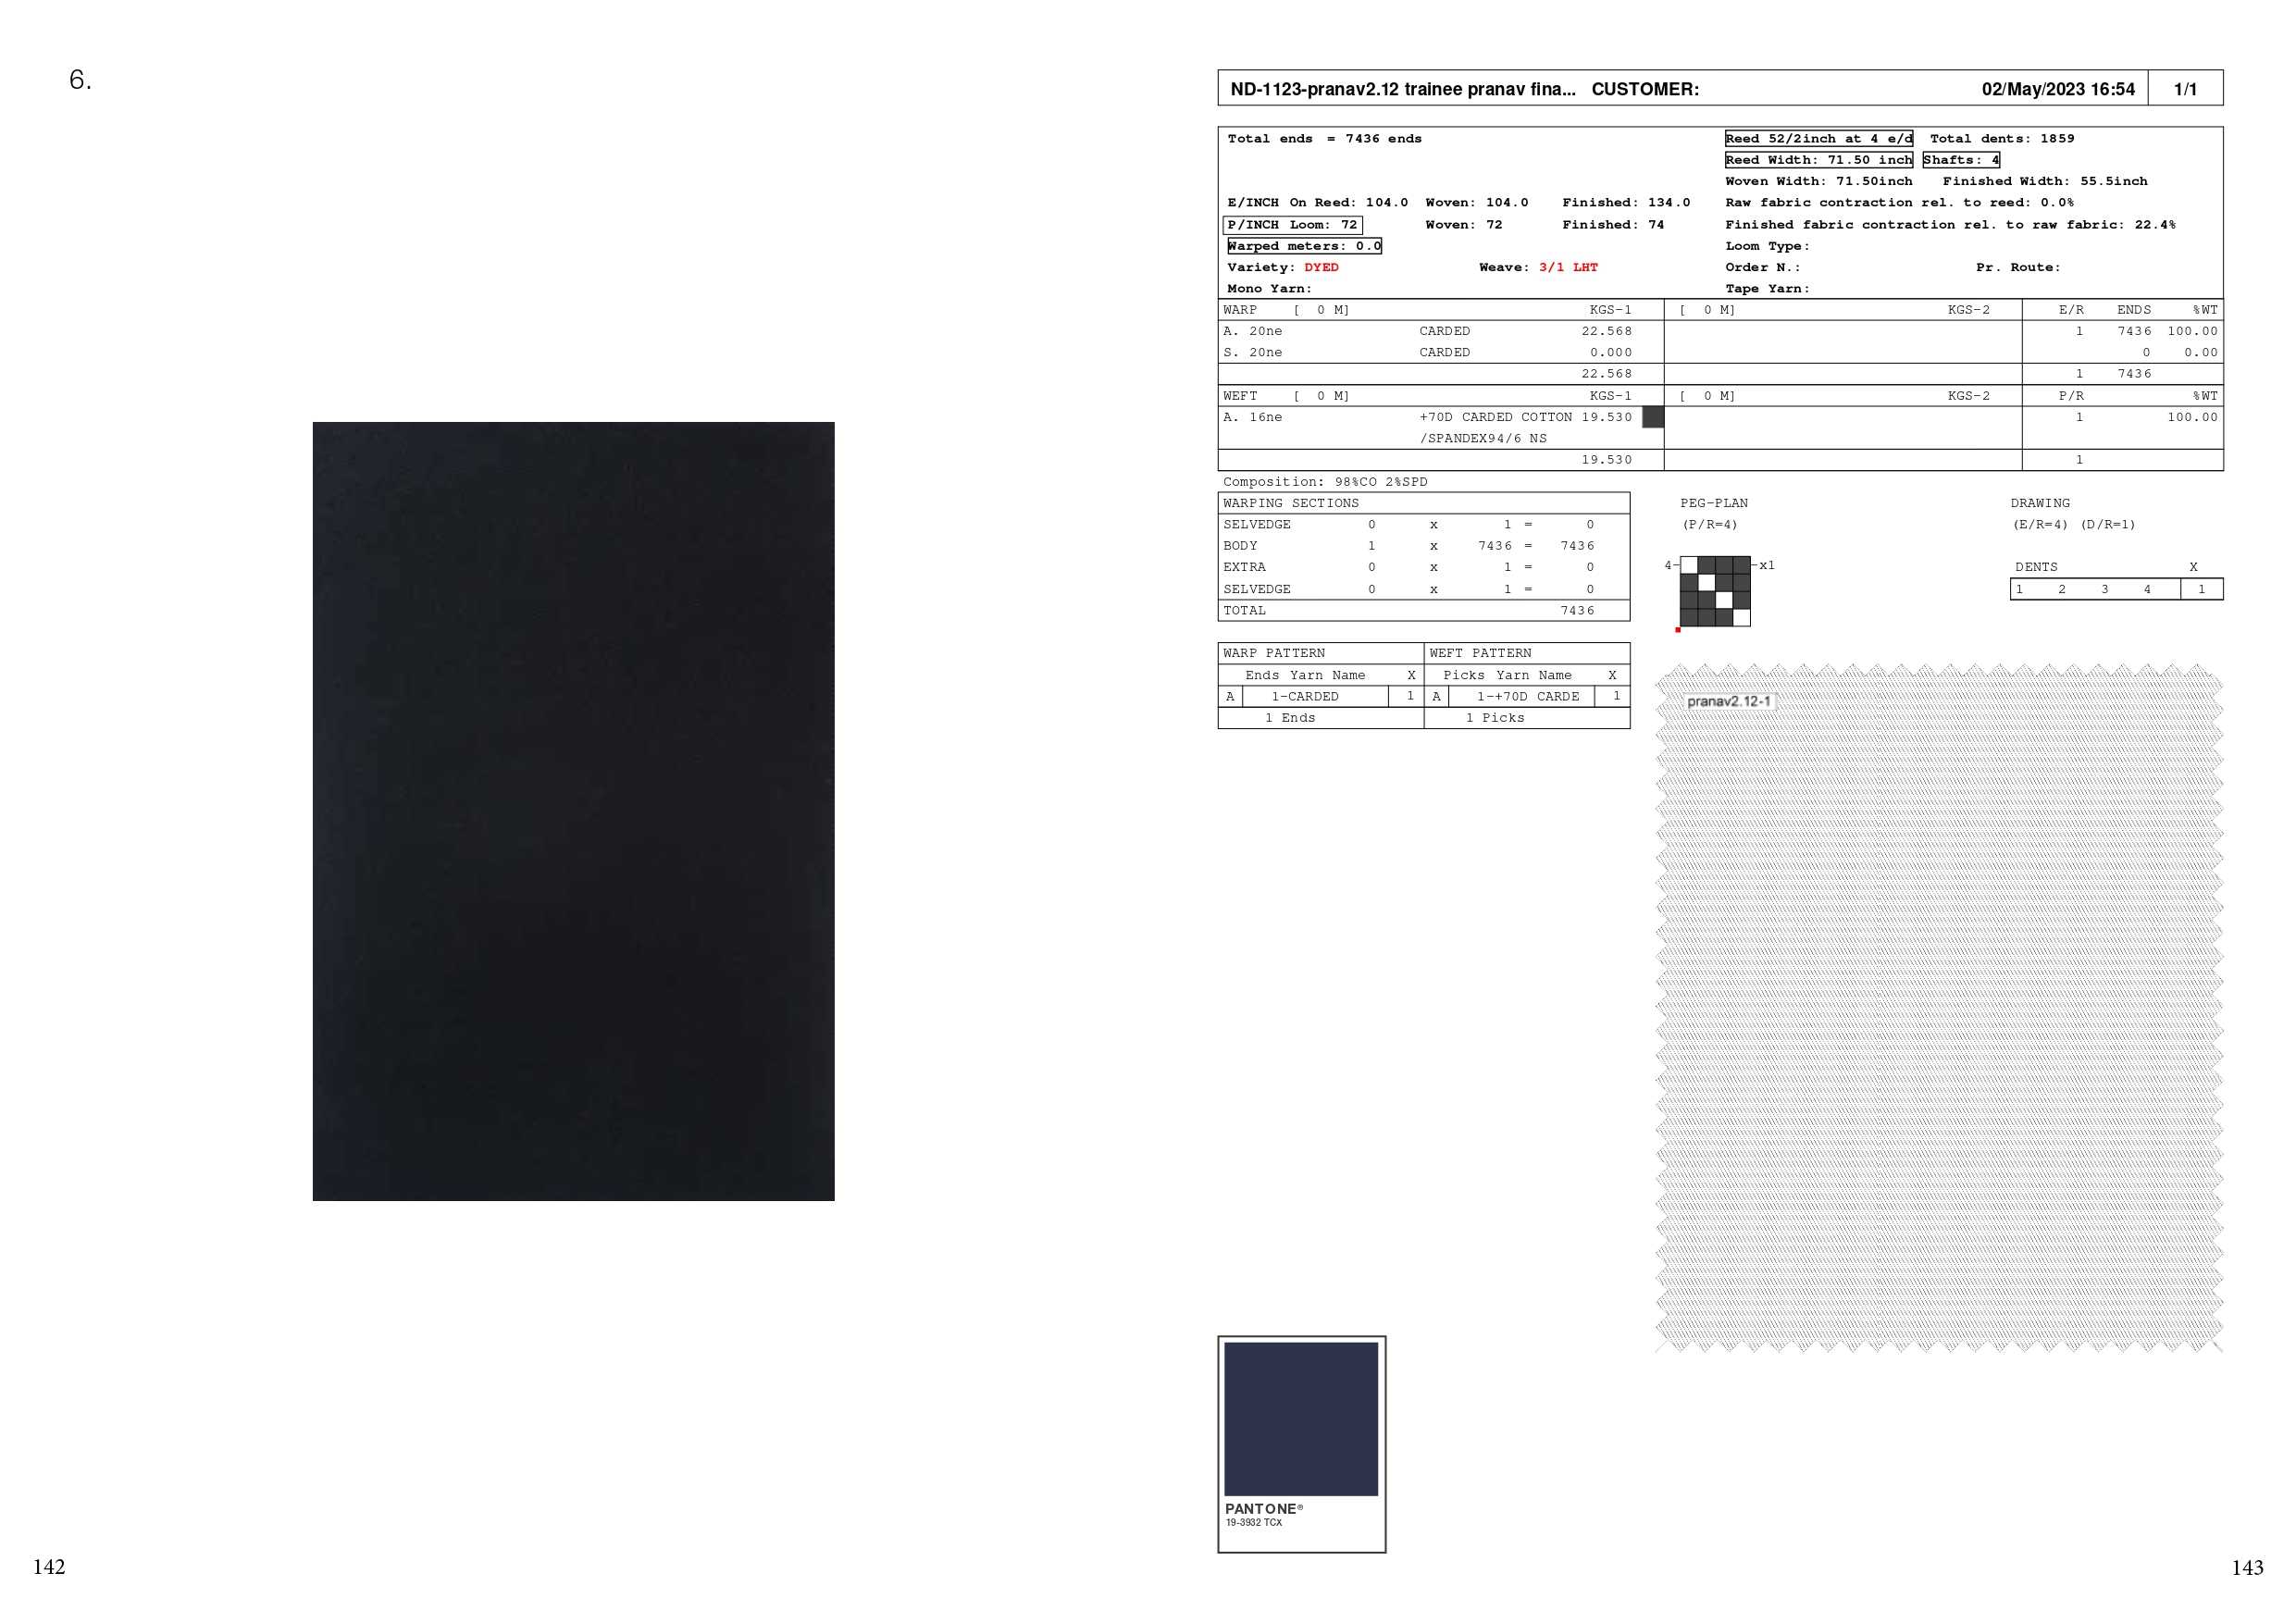 6.
ND-1123-pranav2.12 trainee pranav fina... CUSTOMER: 02/May/2023 16:54 1/1
Total ends = 7436 ends Reed 52/2inch at 4 e/d Total dents: 1859
Reed Width: 71.50 inch Shafts: 4
Woven Width: 71.50inch Finished Width: 55.5inch
E/INCH On Reed: 104.0 Woven: 104.0 Finished: 134.0 Raw fabric contraction rel. to reed: 0.0%
P/INCH Loom: 72 Woven: 72 Finished: 74 Finished fabric contraction rel. to raw fabric: 22.4%
Warped meters: 0.0 Loom Type:
Variety: DYED Weave: 3/1 LHT Order N.: Pr. Route:
Mono Yarn: Tape Yarn:
WARP [ 0 M] KGS-1 [ 0 M] KGS-2 E/R ENDS %WT
A. 20ne CARDED 22.568 1 7436 100.00
S. 20ne CARDED 0.000 0 0.00
22.568 1 7436
WEFT [ 0 M] KGS-1 [ 0 M] KGS-2 P/R %WT
A. 16ne +70D CARDED COTTON 19.530 1 100.00
/SPANDEX94/6 NS
19.530 1
Composition: 98%CO 2%SPD
WARPING SECTIONS PEG-PLAN DRAWING
SELVEDGE 0 x 1 = 0 (P/R=4) (E/R=4) (D/R=1)
BODY 1 x 7436 = 7436
EXTRA 0 x 1 = 0 4- -x1 DENTS X
SELVEDGE 0 x 1 = 0 1 2 3 4 1
TOTAL 7436
WARP PATTERN WEFT PATTERN
Ends Yarn Name X Picks Yarn Name X
A 1-CARDED 1 A 1-+70D CARDE 1
1 Ends 1 Picks
pranav2.12-1
PANTONE®
19-3932 TCX
142
143